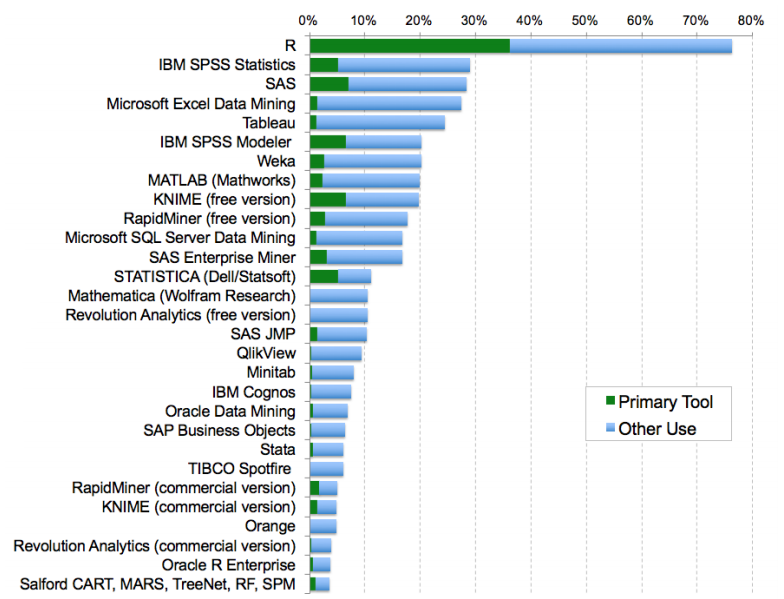 0% 10% 20% 30% 40% 50% 60% 70% 80%
R
IBM SPSS Statistics
SAS
Microsoft Excel Data Mining
Tableau
IBM SPSS Modeler
Weka
MATLAB (Mathworks)
KNIME (free version)
RapidMiner (free version)
Microsoft SQL Server Data Mining
SAS Enterprise Miner
STATISTICA (Dell/Statsoft)
Mathematica (Wolfram Research)
Revolution Analytics (free version)
SAS JMP
QlikView
Minitab
IBM Cognos
Oracle Data Mining
SAP Business Objects
Stata
TIBCO Spotfire
RapidMiner (commercial version)
KNIME (commercial version)
Orange
Revolution Analytics (commercial version)
Oracle R Enterprise
Salford CART, MARS, TreeNet, RF, SPM
Primary Tool
Other Use